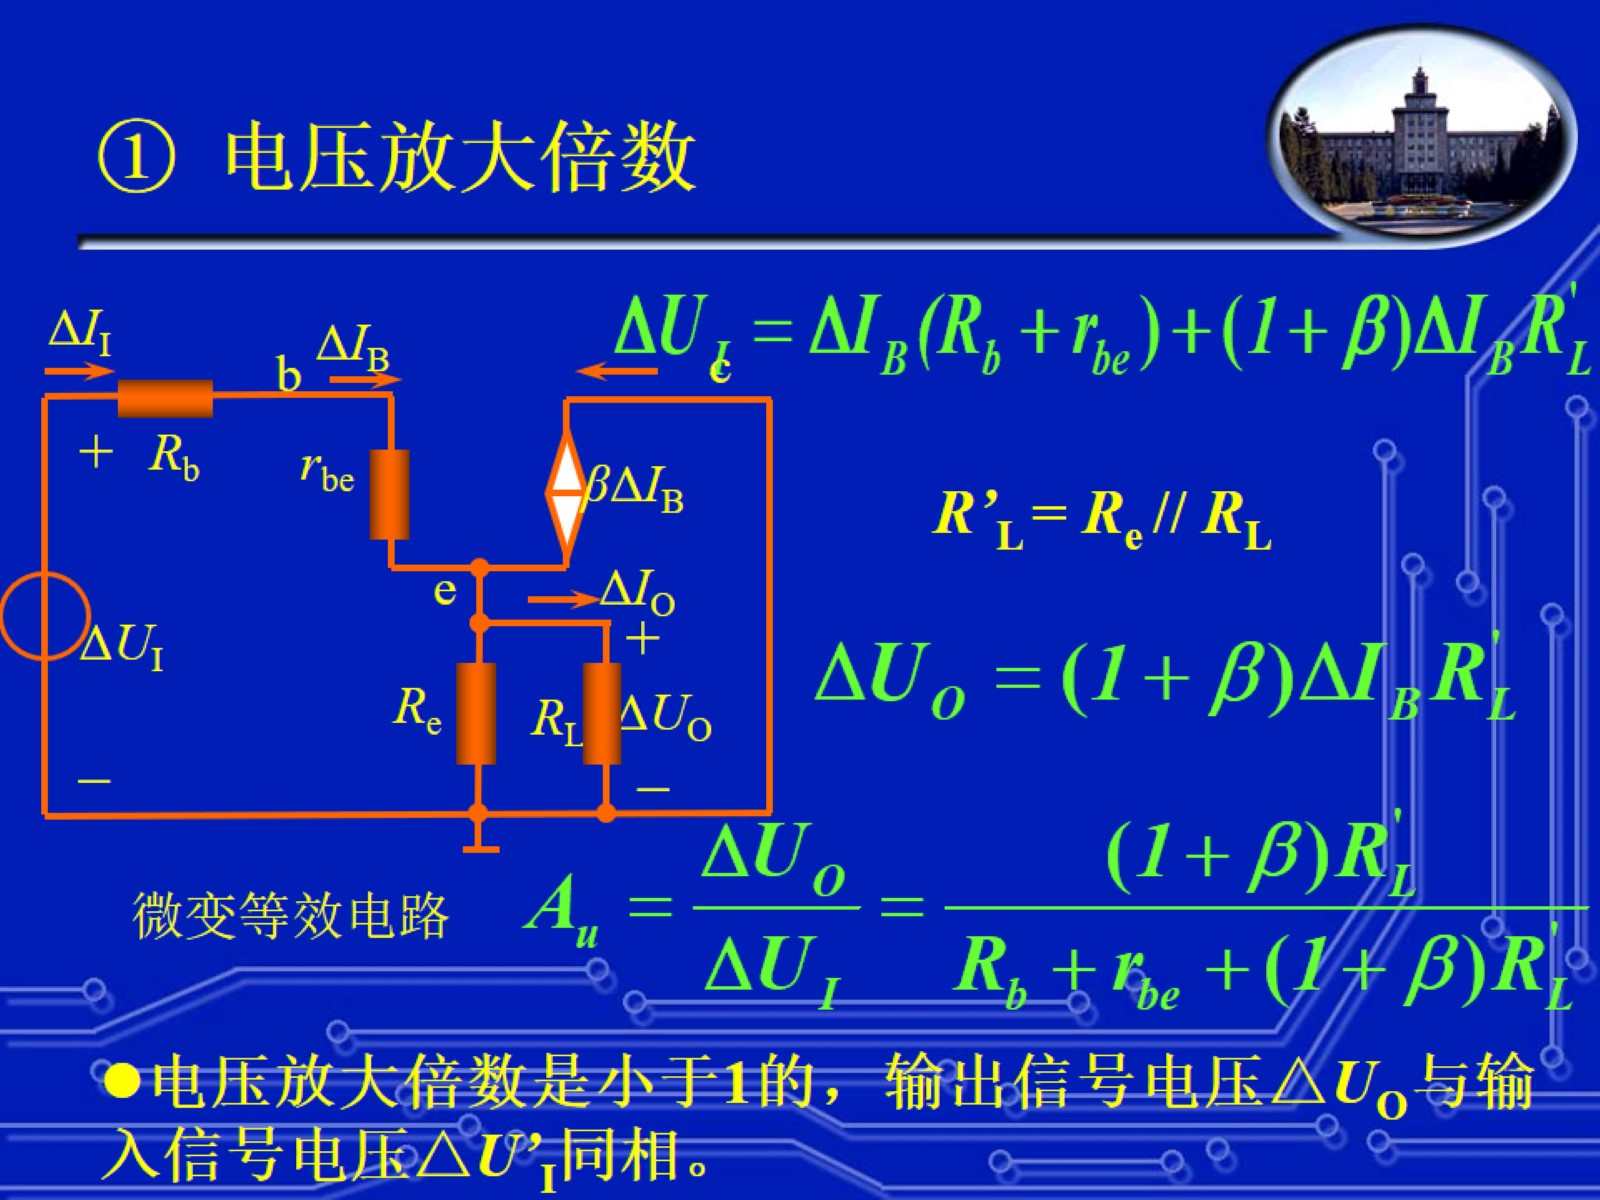 ① 电压放大倍数
ΔU_I = ΔI_B(R_b + r_be) + (1 + β)ΔI_B R'_L
ΔI_I
ΔI_B
b
c
+ R_b
r_be
βΔI_B
R’_L = R_e // R_L
e
ΔI_O
+
ΔU_I
ΔU_O = (1 + β)ΔI_B R'_L
R_e
R_L
ΔU_O
–
–
微变等效电路
A_u = ΔU_O / ΔU_I = (1 + β)R'_L / (R_b + r_be + (1 + β)R'_L)
●电压放大倍数是小于1的，输出信号电压△U_O与输
入信号电压△U’_I同相。